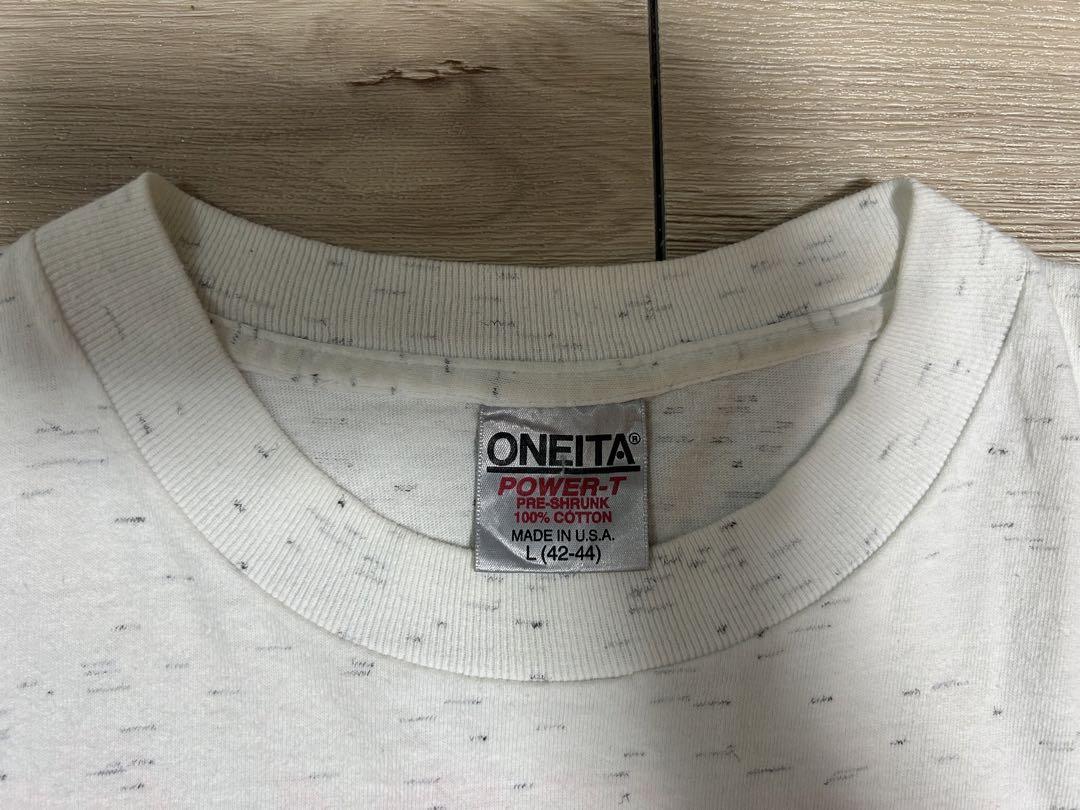 ONEITA®
POWER-T
PRE-SHRUNK
100% COTTON
MADE IN U.S.A.
L (42-44)